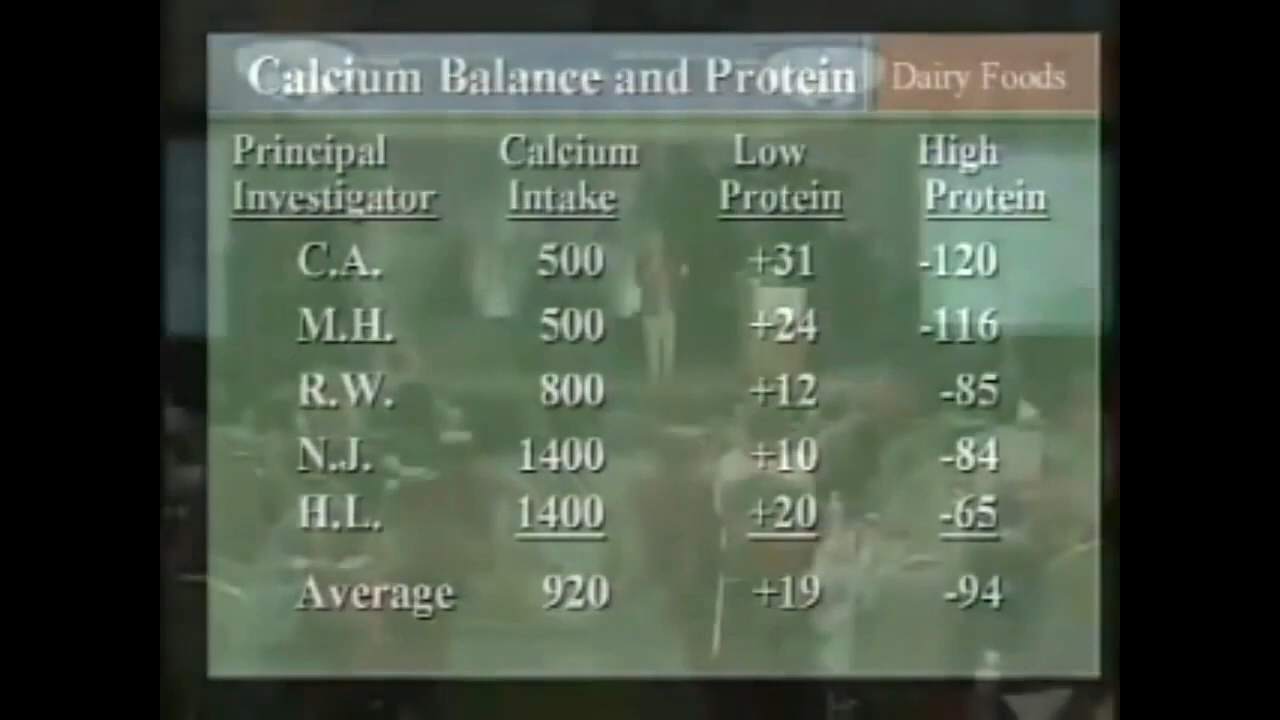 Calcium Balance and Protein Dairy Foods
Principal Calcium Low High
Investigator Intake Protein Protein
C.A. 500 +31 -120
M.H. 500 +24 -116
R.W. 800 +12 -85
N.J. 1400 +10 -84
H.L. 1400 +20 -65
Average 920 +19 -94